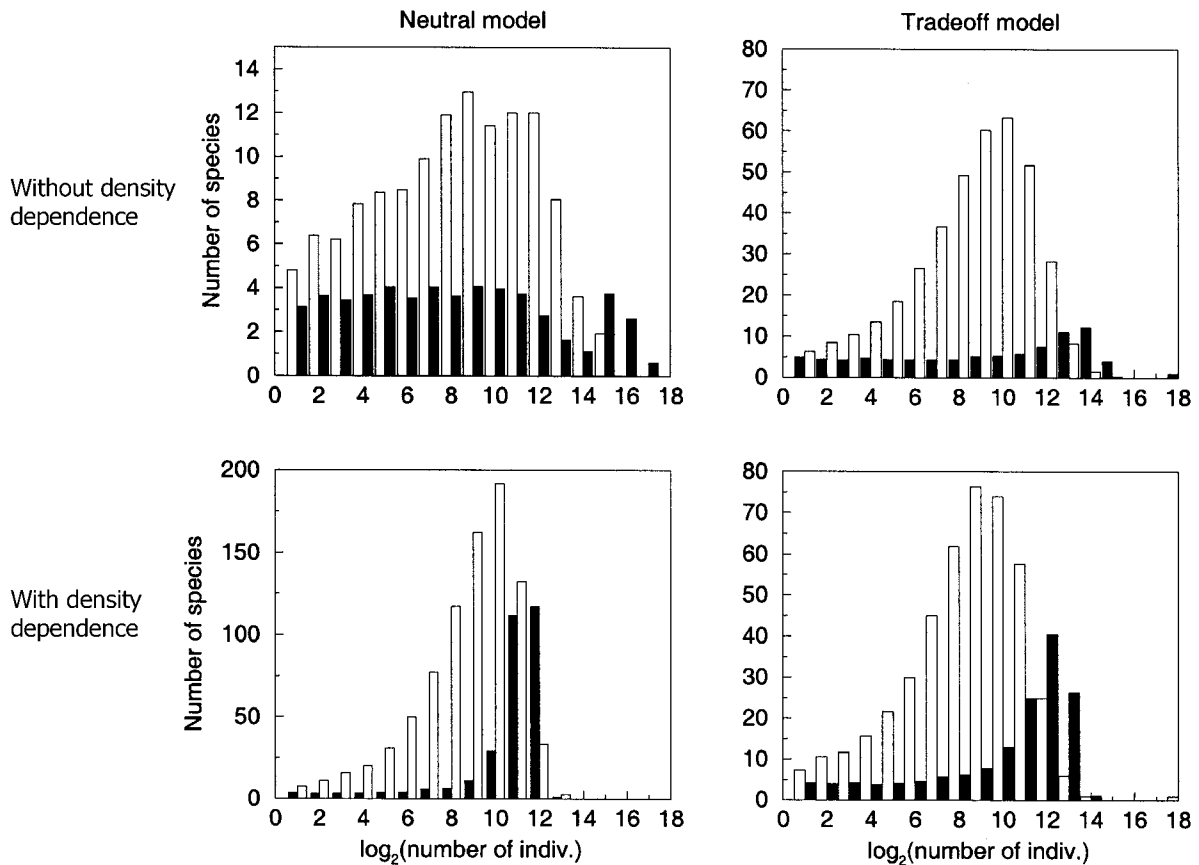 Neutral model
Tradeoff model
Without density
dependence
Number of species
14
12
10
8
6
4
2
0
0 2 4 6 8 10 12 14 16 18
80
70
60
50
40
30
20
10
0
0 2 4 6 8 10 12 14 16 18
With density
dependence
Number of species
200
150
100
50
0
0 2 4 6 8 10 12 14 16 18
log₂(number of indiv.)
80
70
60
50
40
30
20
10
0
0 2 4 6 8 10 12 14 16 18
log₂(number of indiv.)